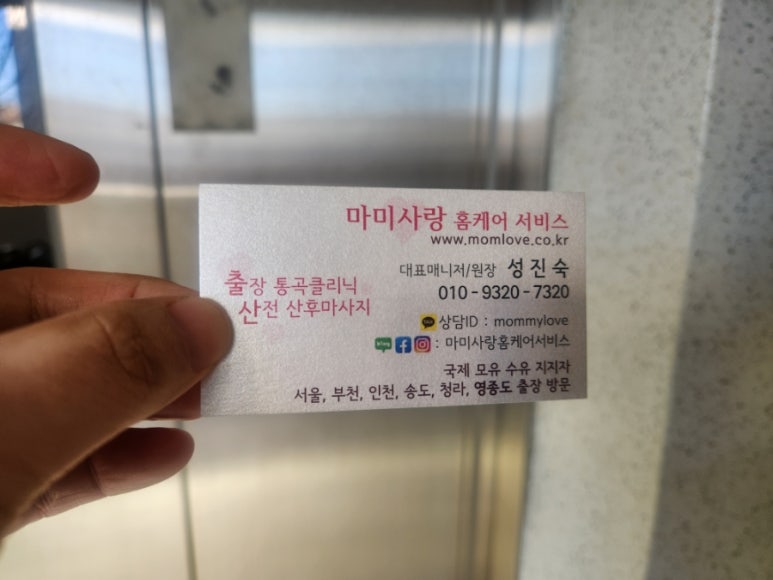 마미사랑 홈케어 서비스
www.momlove.co.kr
출장 통곡클리닉
산전 산후마사지
대표매니저/원장 성진숙
010-9320-7320
상담ID : mommylove
: 마미사랑홈케어서비스
국제 모유 수유 지지자
서울, 부천, 인천, 송도, 청라, 영종도 출장 방문